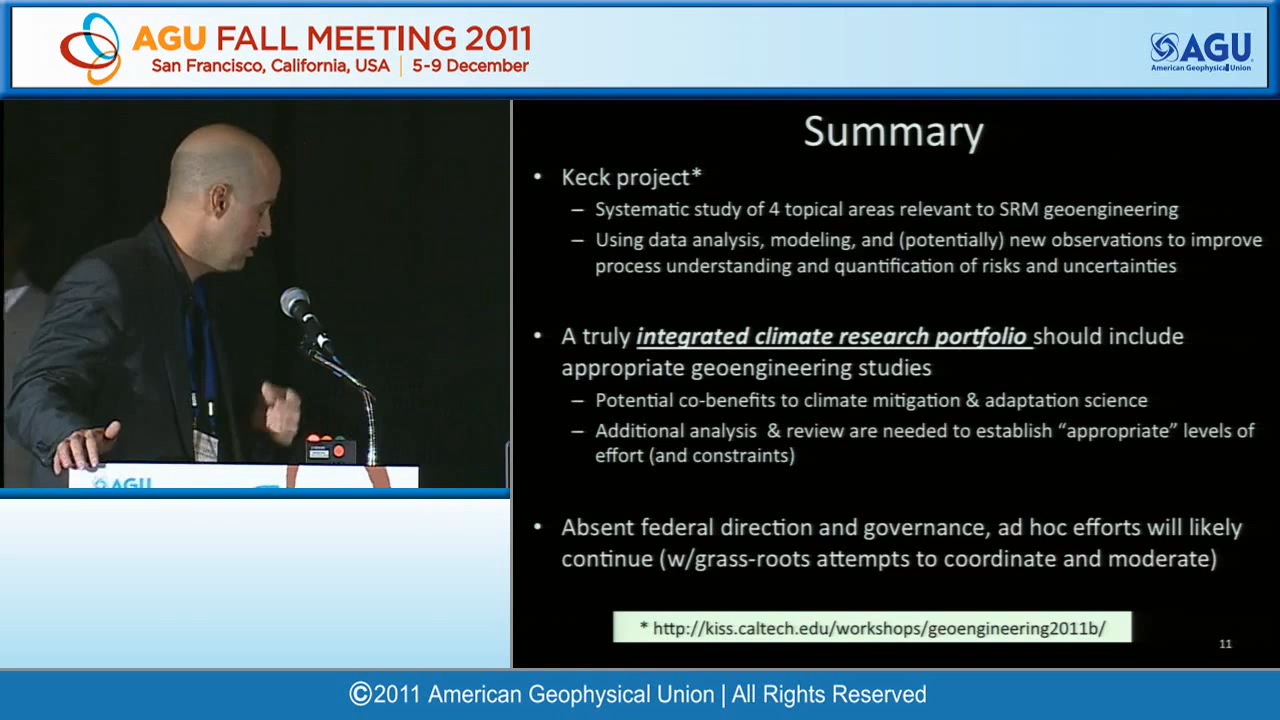 AGU FALL MEETING 2011
San Francisco, California, USA | 5-9 December
AGU
American Geophysical Union
Summary
• Keck project*
– Systematic study of 4 topical areas relevant to SRM geoengineering
– Using data analysis, modeling, and (potentially) new observations to improve
process understanding and quantification of risks and uncertainties
• A truly integrated climate research portfolio should include
appropriate geoengineering studies
– Potential co-benefits to climate mitigation & adaptation science
– Additional analysis & review are needed to establish “appropriate” levels of
effort (and constraints)
• Absent federal direction and governance, ad hoc efforts will likely
continue (w/grass-roots attempts to coordinate and moderate)
* http://kiss.caltech.edu/workshops/geoengineering2011b/
11
AGU
©2011 American Geophysical Union | All Rights Reserved